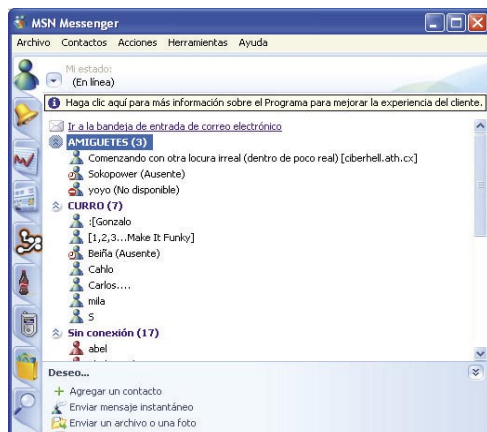 MSN Messenger
Archivo Contactos Acciones Herramientas Ayuda
Mi estado:
(En línea)
Haga clic aquí para más información sobre el Programa para mejorar la experiencia del cliente.
Ir a la bandeja de entrada de correo electrónico
AMIGUETES (3)
Comenzando con otra locura irreal (dentro de poco real) [ciberhell.ath.cx]
Sokopower (Ausente)
yoyo (No disponible)
CURRO (7)
:[Gonzalo
[1,2,3...Make It Funky]
Beiña (Ausente)
Cahlo
Carlos....
mila
S
Sin conexión (17)
abel
Deseo...
Agregar un contacto
Enviar mensaje instantáneo
Enviar un archivo o una foto